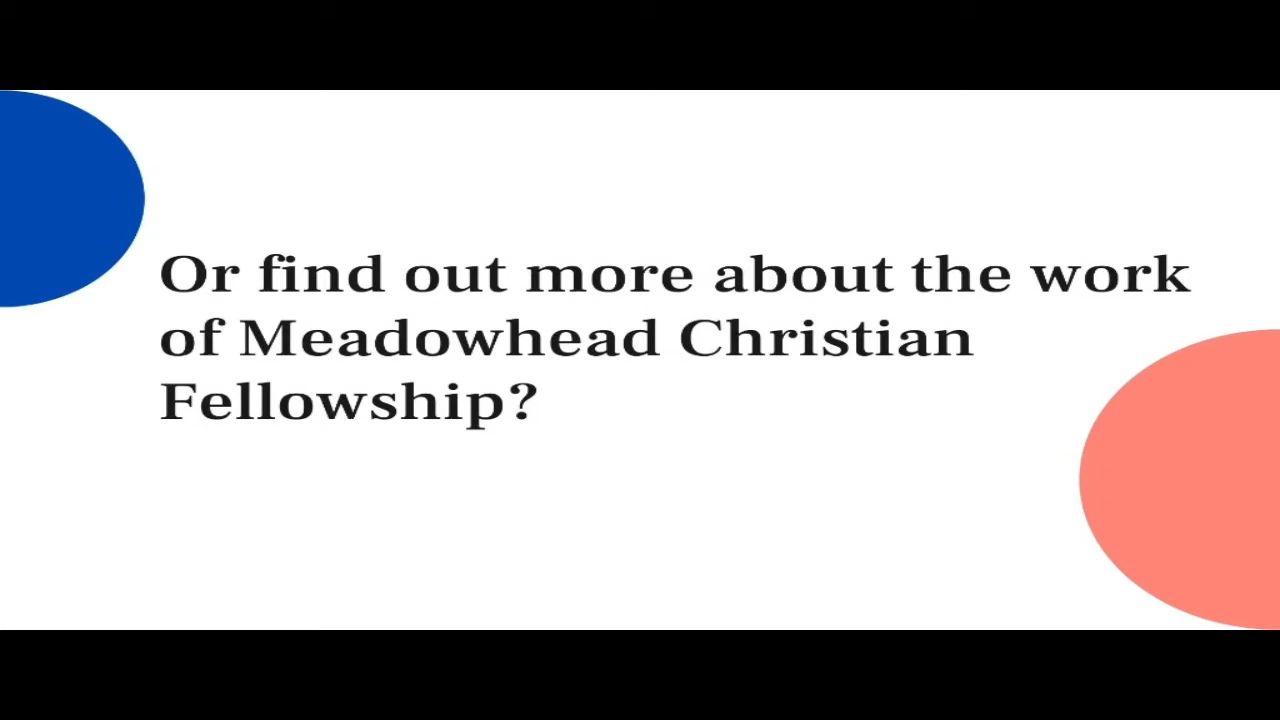 Or find out more about the work
of Meadowhead Christian
Fellowship?